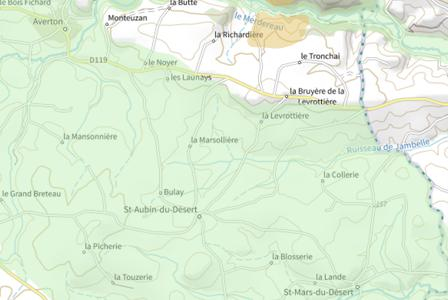 le Bois Fichard
la Butte
Monteuzan
le Merdereau
Averton
la Richardière
le Tronchai
D119
le Noyer
les Launays
la Bruyère de la
Levrottière
la Levrottière
la Mansonnière
la Marsollière
Ruisseau de Jambelle
la Collerie
le Grand Breteau
Bulay
St-Aubin-du-Désert
la Picherie
la Blosserie
la Touzerie
la Lande
St-Mars-du-Désert